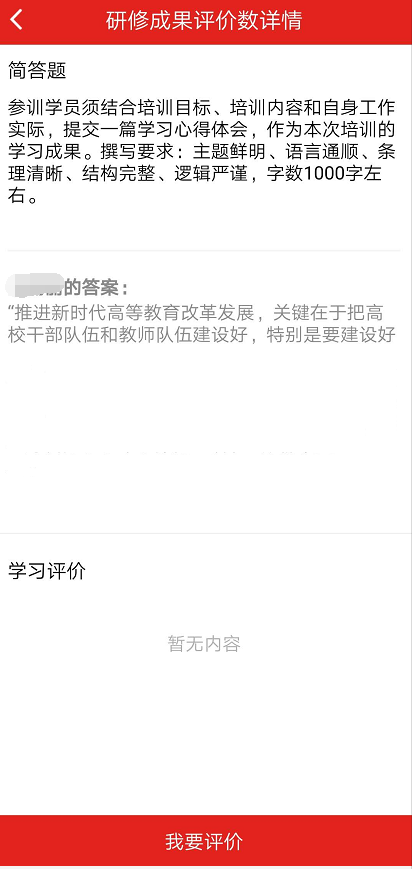 研修成果评价数详情
简答题
参训学员须结合培训目标、培训内容和自身工作
实际，提交一篇学习心得体会，作为本次培训的
学习成果。撰写要求：主题鲜明、语言通顺、条
理清晰、结构完整、逻辑严谨，字数1000字左
右。
的答案：
“推进新时代高等教育改革发展，关键在于把高
校干部队伍和教师队伍建设好，特别是要建设好
学习评价
暂无内容
我要评价